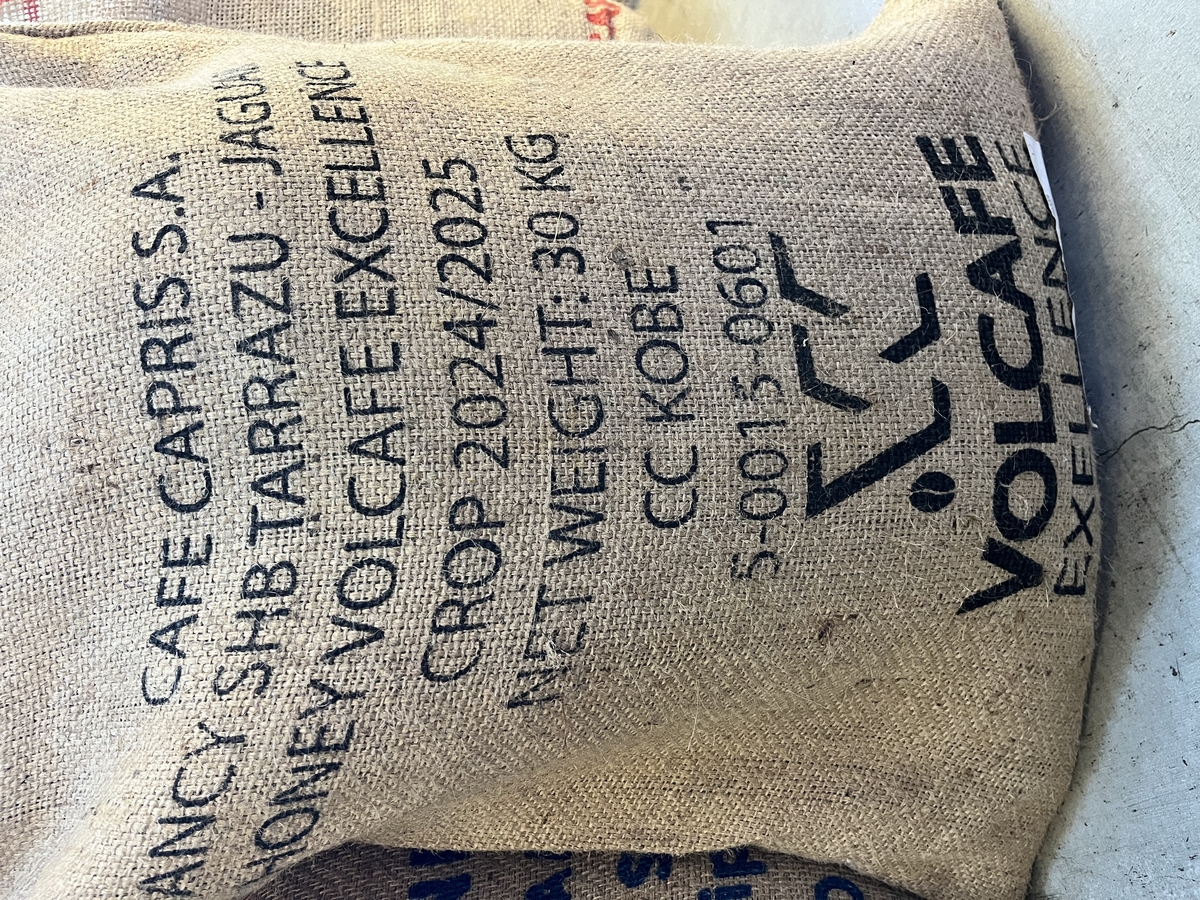 CAFE CAPRIS S.A.
ANCY SHB TARRAZU - JAGUA
HONEY VOLCAFE EXCELLENCE
CROP 2024/2025
NET WEIGHT: 30 KG
CC KOBE
5-0015-0601
VOLCAFE
EXCELLENCE